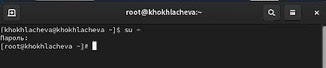 root@khokhlacheva:~
[khokhlacheva@khokhlacheva ~]$ su -
Пароль:
[root@khokhlacheva ~]#